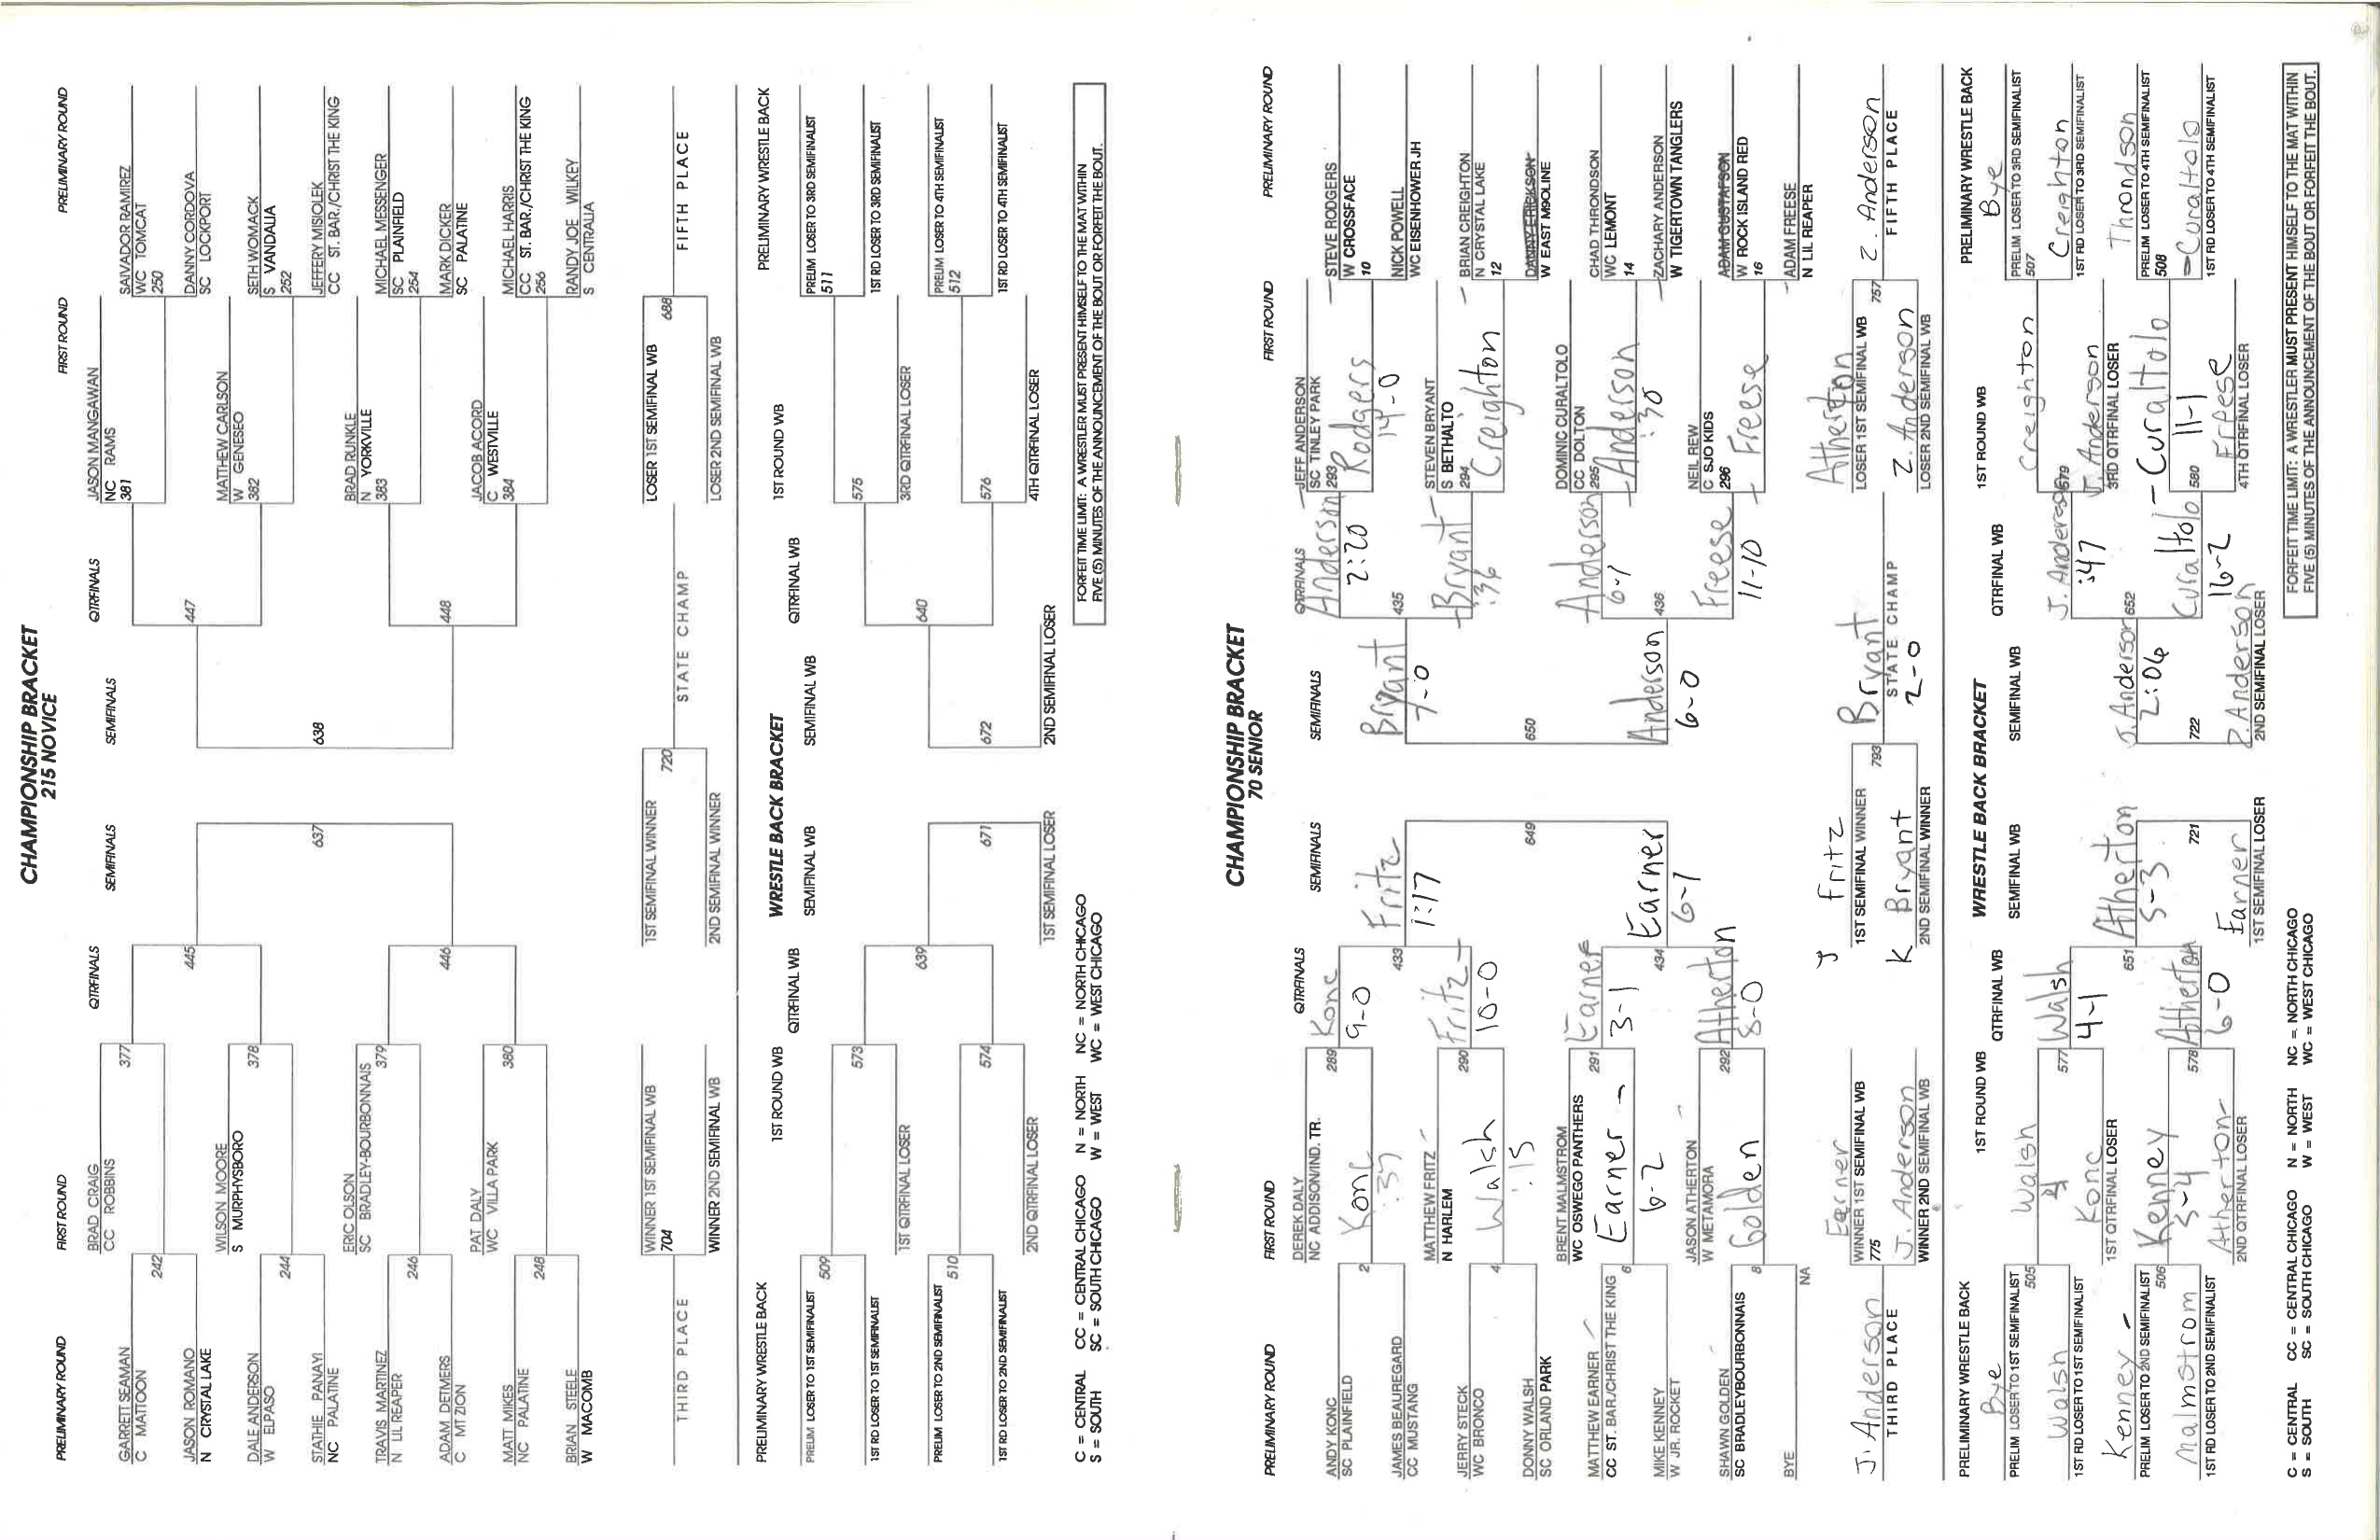 CHAMPIONSHIP BRACKET
215 NOVICE
PRELIMINARY ROUND
FIRST ROUND
QTRFINALS
SEMIFINALS
SEMIFINALS
QTRFINALS
FIRST ROUND
PRELIMINARY ROUND
GARRETT SEAMAN
C MATTOON
242
JASON ROMANO
N CRYSTAL LAKE
DALE ANDERSON
W ELPASO
244
STATHIE PANAYI
NC PALATINE
TRAVIS MARTINEZ
N LIL REAPER
246
ADAM DETMERS
C MT ZION
MATT MIKES
NC PALATINE
248
BRIAN STEELE
W MACOMB
BRAD CRAIG
CC ROBBINS
377
WILSON MOORE
S MURPHYSBORO
378
ERIC OLSON
SC BRADLEY-BOURBONNAIS
379
PAT DALY
WC VILLA PARK
380
445
446
637
638
447
448
JASON MANGAWAN
NC RAMS
381
MATTHEW CARLSON
W GENESEO
382
BRAD RUNKLE
N YORKVILLE
383
JACOB ACORD
C WESTVILLE
384
SALVADOR RAMIREZ
WC TOMCAT
250
DANNY CORDOVA
SC LOCKPORT
SETH WOMACK
S VANDALIA
252
JEFFERY MISIOLEK
CC ST. BAR./CHRIST THE KING
MICHAEL MESSENGER
SC PLAINFIELD
254
MARK DICKER
SC PALATINE
MICHAEL HARRIS
CC ST. BAR./CHRIST THE KING
256
RANDY JOE WILKEY
S CENTRALIA
THIRD PLACE
WINNER 1ST SEMIFINAL WB
704
WINNER 2ND SEMIFINAL WB
1ST SEMIFINAL WINNER
720
2ND SEMIFINAL WINNER
STATE CHAMP
LOSER 1ST SEMIFINAL WB
688
LOSER 2ND SEMIFINAL WB
FIFTH PLACE
WRESTLE BACK BRACKET
PRELIMINARY WRESTLE BACK
1ST ROUND WB
QTRFINAL WB
SEMIFINAL WB
SEMIFINAL WB
QTRFINAL WB
1ST ROUND WB
PRELIMINARY WRESTLE BACK
PRELIM LOSER TO 1ST SEMIFINALIST
509
1ST RD LOSER TO 1ST SEMIFINALIST
PRELIM LOSER TO 2ND SEMIFINALIST
510
1ST RD LOSER TO 2ND SEMIFINALIST
573
1ST QTRFINAL LOSER
574
2ND QTRFINAL LOSER
639
671
1ST SEMIFINAL LOSER
672
2ND SEMIFIRNAL LOSER
640
575
3RD QTRFINAL LOSER
576
4TH QTRFINAL LOSER
PRELIM LOSER TO 3RD SEMIFINALIST
511
1ST RD LOSER TO 3RD SEMIFINALIST
PRELIM LOSER TO 4TH SEMIFINALIST
512
1ST RD LOSER TO 4TH SEMIFINALIST
C = CENTRAL CC = CENTRAL CHICAGO N = NORTH NC = NORTH CHICAGO
S = SOUTH SC = SOUTH CHICAGO W = WEST WC = WEST CHICAGO
FORFEIT TIME LIMIT: A WRESTLER MUST PRESENT HIMSELF TO THE MAT WITHIN
FIVE (5) MINUTES OF THE ANNOUNCEMENT OF THE BOUT OR FORFEIT THE BOUT.
CHAMPIONSHIP BRACKET
70 SENIOR
PRELIMINARY ROUND
FIRST ROUND
QTRFINALS
SEMIFINALS
SEMIFINALS
QTRFINALS
FIRST ROUND
PRELIMINARY ROUND
ANDY KONC
SC PLAINFIELD
2
JAMES BEAUREGARD
CC MUSTANG
JERRY STECK
WC BRONCO
4
DONNY WALSH
SC ORLAND PARK
MATTHEW EARNER
CC ST. BAR./CHRIST THE KING
6
MIKE KENNEY
W JR. ROCKET
SHAWN GOLDEN
SC BRADLEYBOURBONNAIS
8
BYE
NA
DEREK DALY
NC ADDISON/IND. TR.
289
Konc
:37
MATTHEW FRITZ
N HARLEM
290
Walsh
:15
BRENT MALMSTROM
WC OSWEGO PANTHERS
291
Earner
6-2
JASON ATHERTON
W METAMORA
292
Golden
Konc
9-0
433
Fritz
10-0
Earner
3-1
434
Atherton
8-0
Fritz
1:17
649
Earner
6-1
Bryant
7-0
650
Anderson
6-0
Anderson
2:20
435
Bryant
:36
Anderson
6-1
436
Freese
11-10
JEFF ANDERSON
SC TINLEY PARK
293
Rodgers
14-0
STEVEN BRYANT
S BETHALTO
294
Creighton
DOMINIC CURALTOLO
CC DOLTON
295
Anderson
:30
NEIL REW
C SJO KIDS
296
Freese
STEVE RODGERS
W CROSSFACE
10
NICK POWELL
WC EISENHOWER JH
BRIAN CREIGHTON
N CRYSTAL LAKE
12
DANNY ERICKSON
W EAST MOLINE
CHAD THRONDSON
WC LEMONT
14
ZACHARY ANDERSON
W TIGERTOWN TANGLERS
ADAM GUSTAFSON
W ROCK ISLAND RED
16
ADAM FREESE
N LIL REAPER
J. Anderson
THIRD PLACE
Earner
WINNER 1ST SEMIFINAL WB
775
J. Anderson
WINNER 2ND SEMIFINAL WB
J Fritz
1ST SEMIFINAL WINNER
793
K Bryant
2ND SEMIFINAL WINNER
Bryant
STATE CHAMP
2-0
Atherton
LOSER 1ST SEMIFINAL WB
757
Z. Anderson
LOSER 2ND SEMIFINAL WB
Z. Anderson
FIFTH PLACE
WRESTLE BACK BRACKET
PRELIMINARY WRESTLE BACK
1ST ROUND WB
QTRFINAL WB
SEMIFINAL WB
SEMIFINAL WB
QTRFINAL WB
1ST ROUND WB
PRELIMINARY WRESTLE BACK
Bye
PRELIM LOSER TO 1ST SEMIFINALIST
505
Walsh
1ST RD LOSER TO 1ST SEMIFINALIST
Kenney
PRELIM LOSER TO 2ND SEMIFINALIST
506
Malmstrom
1ST RD LOSER TO 2ND SEMIFINALIST
Walsh
577
Konc
1ST QTRFINAL LOSER
Kenney
5-4
578
Atherton
2ND QTRFINAL LOSER
Walsh
4-1
651
Atherton
6-0
Atherton
5-3
721
Earner
1ST SEMIFINAL LOSER
J. Anderson
2:06
722
Z. Anderson
2ND SEMIFINAL LOSER
J. Anderson
:47
652
Curaltolo
16-2
Creighton
579
J. Anderson
3RD QTRFINAL LOSER
Curaltolo
11-1
580
Freese
4TH QTRFINAL LOSER
Bye
PRELIM LOSER TO 3RD SEMIFINALIST
507
Creighton
1ST RD LOSER TO 3RD SEMIFINALIST
Throndson
PRELIM LOSER TO 4TH SEMIFINALIST
508
Curaltolo
1ST RD LOSER TO 4TH SEMIFINALIST
C = CENTRAL CC = CENTRAL CHICAGO N = NORTH NC = NORTH CHICAGO
S = SOUTH SC = SOUTH CHICAGO W = WEST WC = WEST CHICAGO
FORFEIT TIME LIMIT: A WRESTLER MUST PRESENT HIMSELF TO THE MAT WITHIN
FIVE (5) MINUTES OF THE ANNOUNCEMENT OF THE BOUT OR FORFEIT THE BOUT.